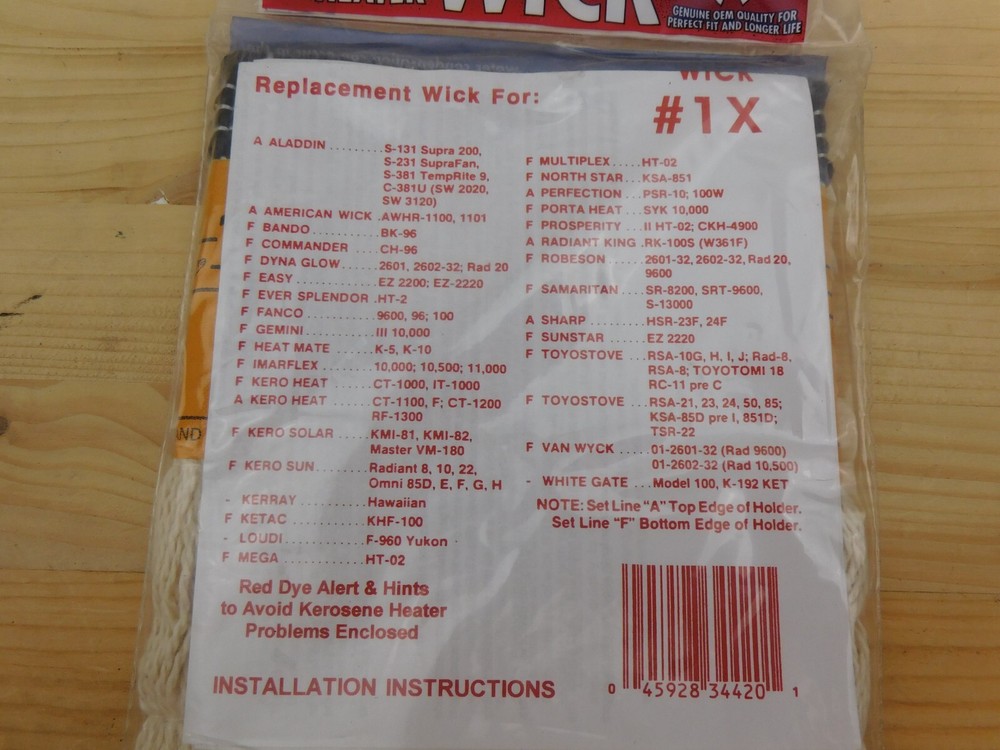 HEATER WICK
GENUINE OEM QUALITY FOR
PERFECT FIT AND LONGER LIFE
WICK
#1X
Replacement Wick For:
A ALADDIN .........S-131 Supra 200,
S-231 SupraFan,
S-381 TempRite 9,
C-381U (SW 2020,
SW 3120)
A AMERICAN WICK .AWHR-1100, 1101
F BANDO...........BK-96
F COMMANDER ....CH-96
F DYNA GLOW......2601, 2602-32; Rad 20
F EASY ............EZ 2200; EZ-2220
F EVER SPLENDOR .HT-2
F FANCO...........9600, 96; 100
F GEMINI...........III 10,000
F HEAT MATE ......K-5, K-10
F IMARFLEX........10,000; 10,500; 11,000
F KERO HEAT ......CT-1000, IT-1000
A KERO HEAT ......CT-1100, F; CT-1200
RF-1300
F KERO SOLAR .....KMI-81, KMI-82,
Master VM-180
F KERO SUN........Radiant 8, 10, 22,
Omni 85D, E, F, G, H
- KERRAY..........Hawaiian
F KETAC ...........KHF-100
- LOUDI............F-960 Yukon
F MEGA ............HT-02
Red Dye Alert & Hints
to Avoid Kerosene Heater
Problems Enclosed
INSTALLATION INSTRUCTIONS
F MULTIPLEX.....HT-02
F NORTH STAR...KSA-851
A PERFECTION ...PSR-10; 100W
F PORTA HEAT ...SYK 10,000
F PROSPERITY ...II HT-02; CKH-4900
A RADIANT KING .RK-100S (W361F)
F ROBESON.......2601-32, 2602-32, Rad 20,
9600
F SAMARITAN ....SR-8200, SRT-9600,
S-13000
A SHARP .........HSR-23F, 24F
F SUNSTAR ......EZ 2220
F TOYOSTOVE ...RSA-10G, H, I, J; Rad-8,
RSA-8; TOYOTOMI 18
RC-11 pre C
F TOYOSTOVE ...RSA-21, 23, 24, 50, 85;
KSA-85D pre I, 851D;
TSR-22
F VAN WYCK .....01-2601-32 (Rad 9600)
01-2602-32 (Rad 10,500)
- WHITE GATE ...Model 100, K-192 KET
NOTE: Set Line "A" Top Edge of Holder.
Set Line "F" Bottom Edge of Holder.
0 45928 34420 1
AND